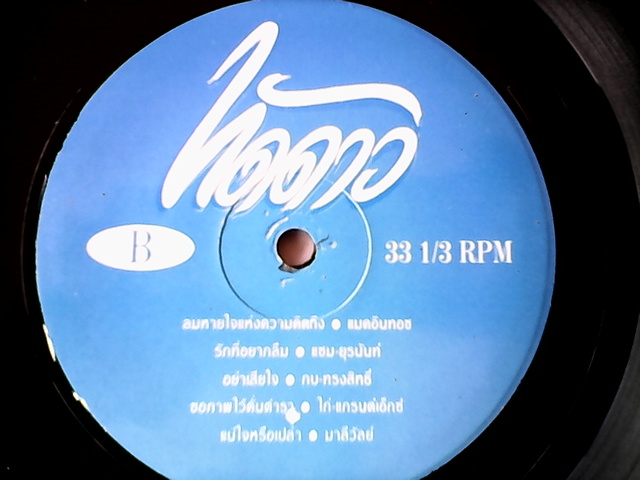 ท๊อดาว
B
33 1/3 RPM
ลมหายใจแห่งความคิดถึง ● แมคอินทอช
รักที่อยากลืม ● แซม-ยุรนันท์
อย่าเสียใจ ● กบ-ทรงสิทธิ์
ขอภาพไว้ดั่มตำรา ● ไก่-แกรนด์เอ็กซ์
แน่ใจหรือเปล่า ● มาลีวัลย์